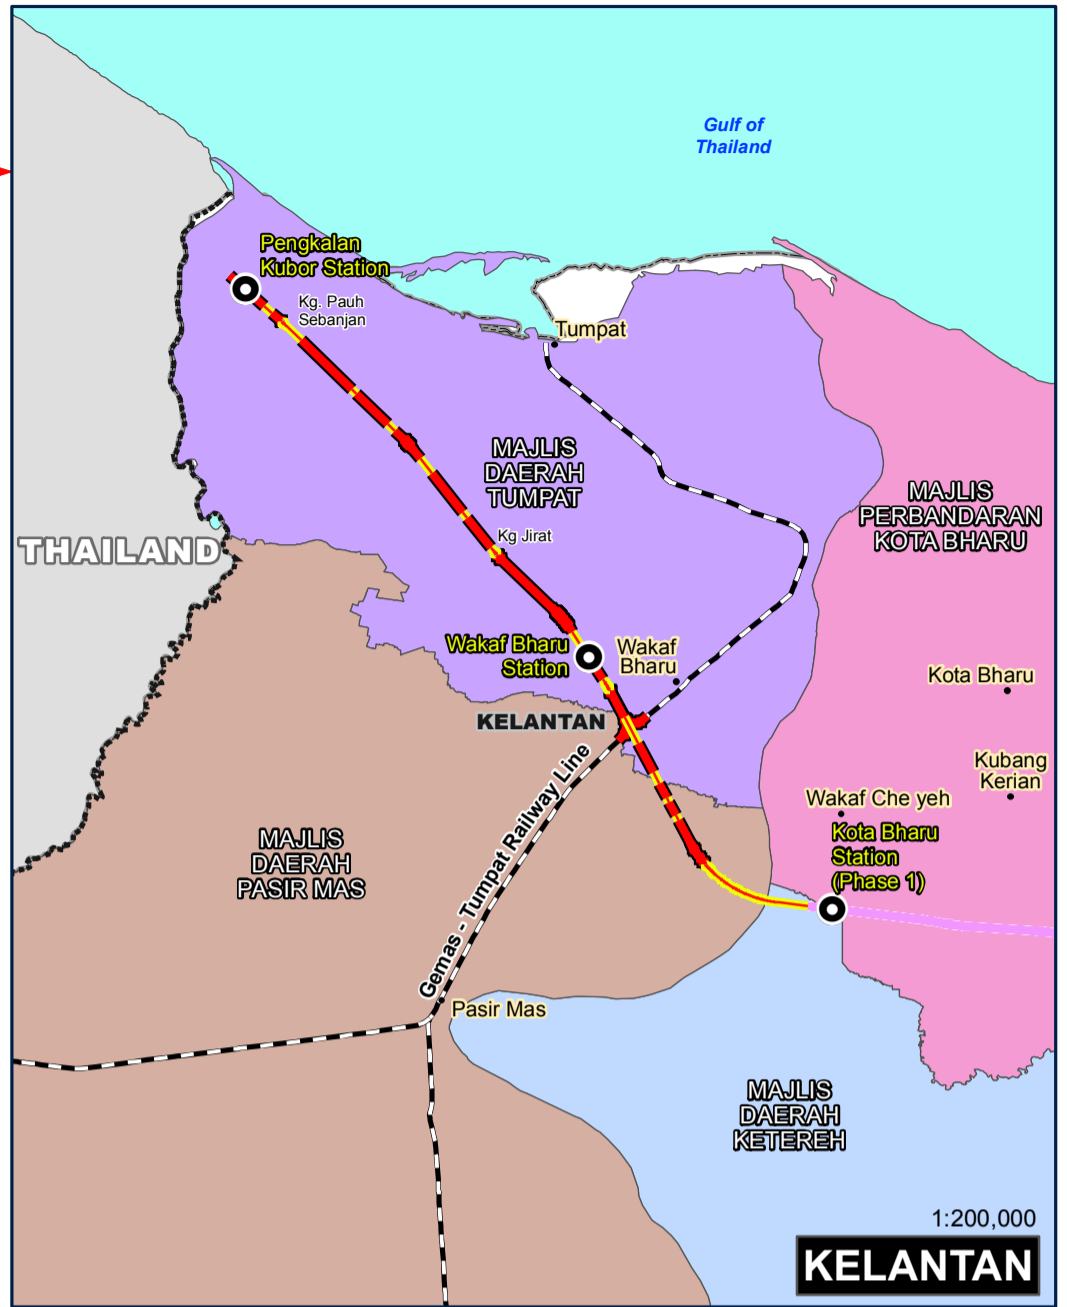 Gulf of
Thailand
Pengkalan
Kubor Station
Kg. Pauh
Sebanjan
Tumpat
MAJLIS
DAERAH
TUMPAT
MAJLIS
PERBANDARAN
KOTA BHARU
Kg Jirat
THAILAND
Wakaf Bharu
Station
Wakaf
Bharu
Kota Bharu
KELANTAN
Kubang
Kerian
Wakaf Che yeh
Kota Bharu
Station
(Phase 1)
MAJLIS
DAERAH
PASIR MAS
Gemas - Tumpat Railway Line
Pasir Mas
MAJLIS
DAERAH
KETEREH
1:200,000
KELANTAN